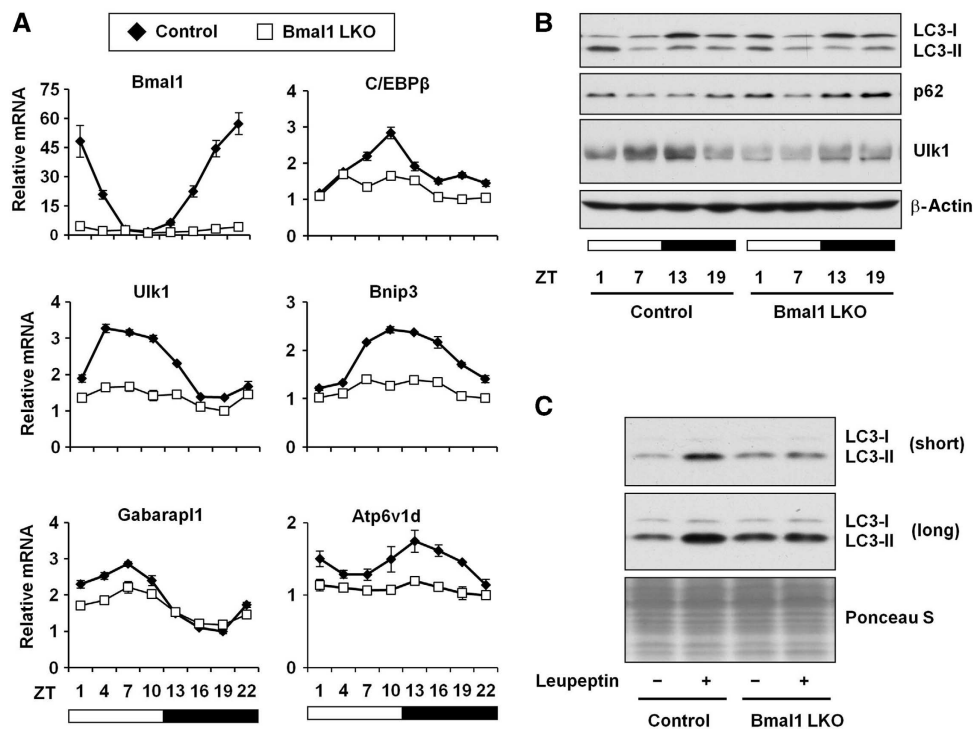 A
Control
Bmal1 LKO
Bmal1
Relative mRNA
75
60
45
30
15
0
C/EBPβ
4
3
2
1
0
Ulk1
Relative mRNA
4
3
2
1
0
Bnip3
3
2
1
0
Gabarapl1
Relative mRNA
4
3
2
1
0
Atp6v1d
2
1
0
ZT 1 4 7 10 13 16 19 22
1 4 7 10 13 16 19 22
B
LC3-I
LC3-II
p62
Ulk1
β-Actin
ZT 1 7 13 19 1 7 13 19
Control Bmal1 LKO
C
LC3-I
LC3-II
(short)
LC3-I
LC3-II
(long)
Ponceau S
Leupeptin − + − +
Control Bmal1 LKO